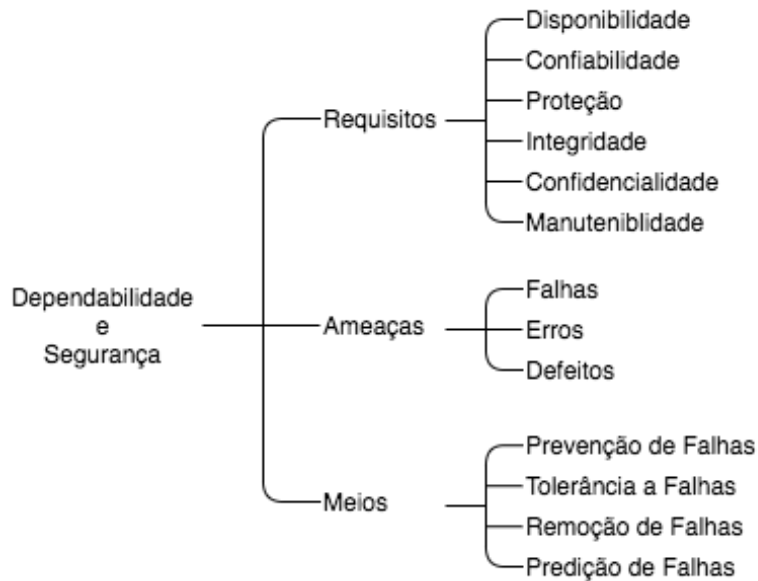 Dependabilidade
e
Segurança
Requisitos
Disponibilidade
Confiabilidade
Proteção
Integridade
Confidencialidade
Manuteniblidade
Ameaças
Falhas
Erros
Defeitos
Meios
Prevenção de Falhas
Tolerância a Falhas
Remoção de Falhas
Predição de Falhas